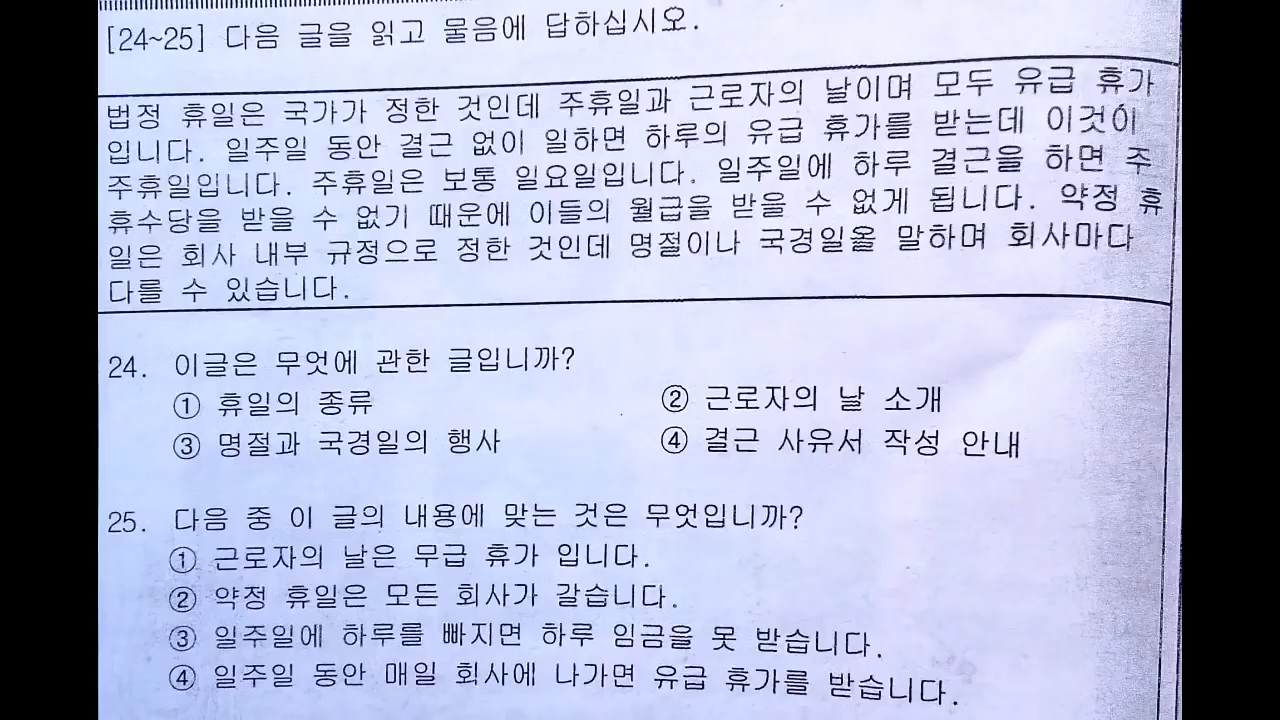 [24~25] 다음 글을 읽고 물음에 답하십시오.
법정 휴일은 국가가 정한 것인데 주휴일과 근로자의 날이며 모두 유급 휴가
입니다. 일주일 동안 결근 없이 일하면 하루의 유급 휴가를 받는데 이것이
주휴일입니다. 주휴일은 보통 일요일입니다. 일주일에 하루 결근을 하면 주
휴수당을 받을 수 없기 때운에 이들의 월급을 받을 수 없게 됩니다. 약정 휴
일은 회사 내부 규정으로 정한 것인데 명절이나 국경일욜 말하며 회사마다
다를 수 있습니다.
24. 이글은 무엇에 관한 글입니까?
① 휴일의 종류 ② 근로자의 날 소개
③ 명절과 국경일의 행사 ④ 결근 사유서 작성 안내
25. 다음 중 이 글의 내용에 맞는 것은 무엇입니까?
① 근로자의 날은 무급 휴가 입니다.
② 약정 휴일은 모든 회사가 같습니다.
③ 일주일에 하루를 빠지면 하루 임금을 못 받습니다.
④ 일주일 동안 매일 회사에 나가면 유급 휴가를 받습니다.